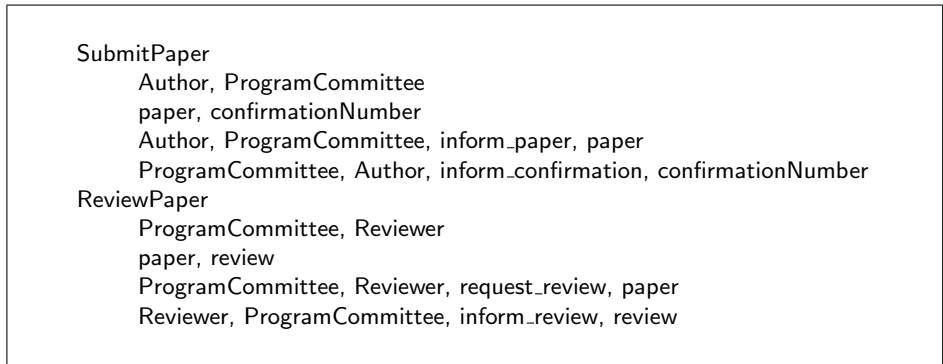 SubmitPaper
Author, ProgramCommittee
paper, confirmationNumber
Author, ProgramCommittee, inform_paper, paper
ProgramCommittee, Author, inform_confirmation, confirmationNumber
ReviewPaper
ProgramCommittee, Reviewer
paper, review
ProgramCommittee, Reviewer, request_review, paper
Reviewer, ProgramCommittee, inform_review, review